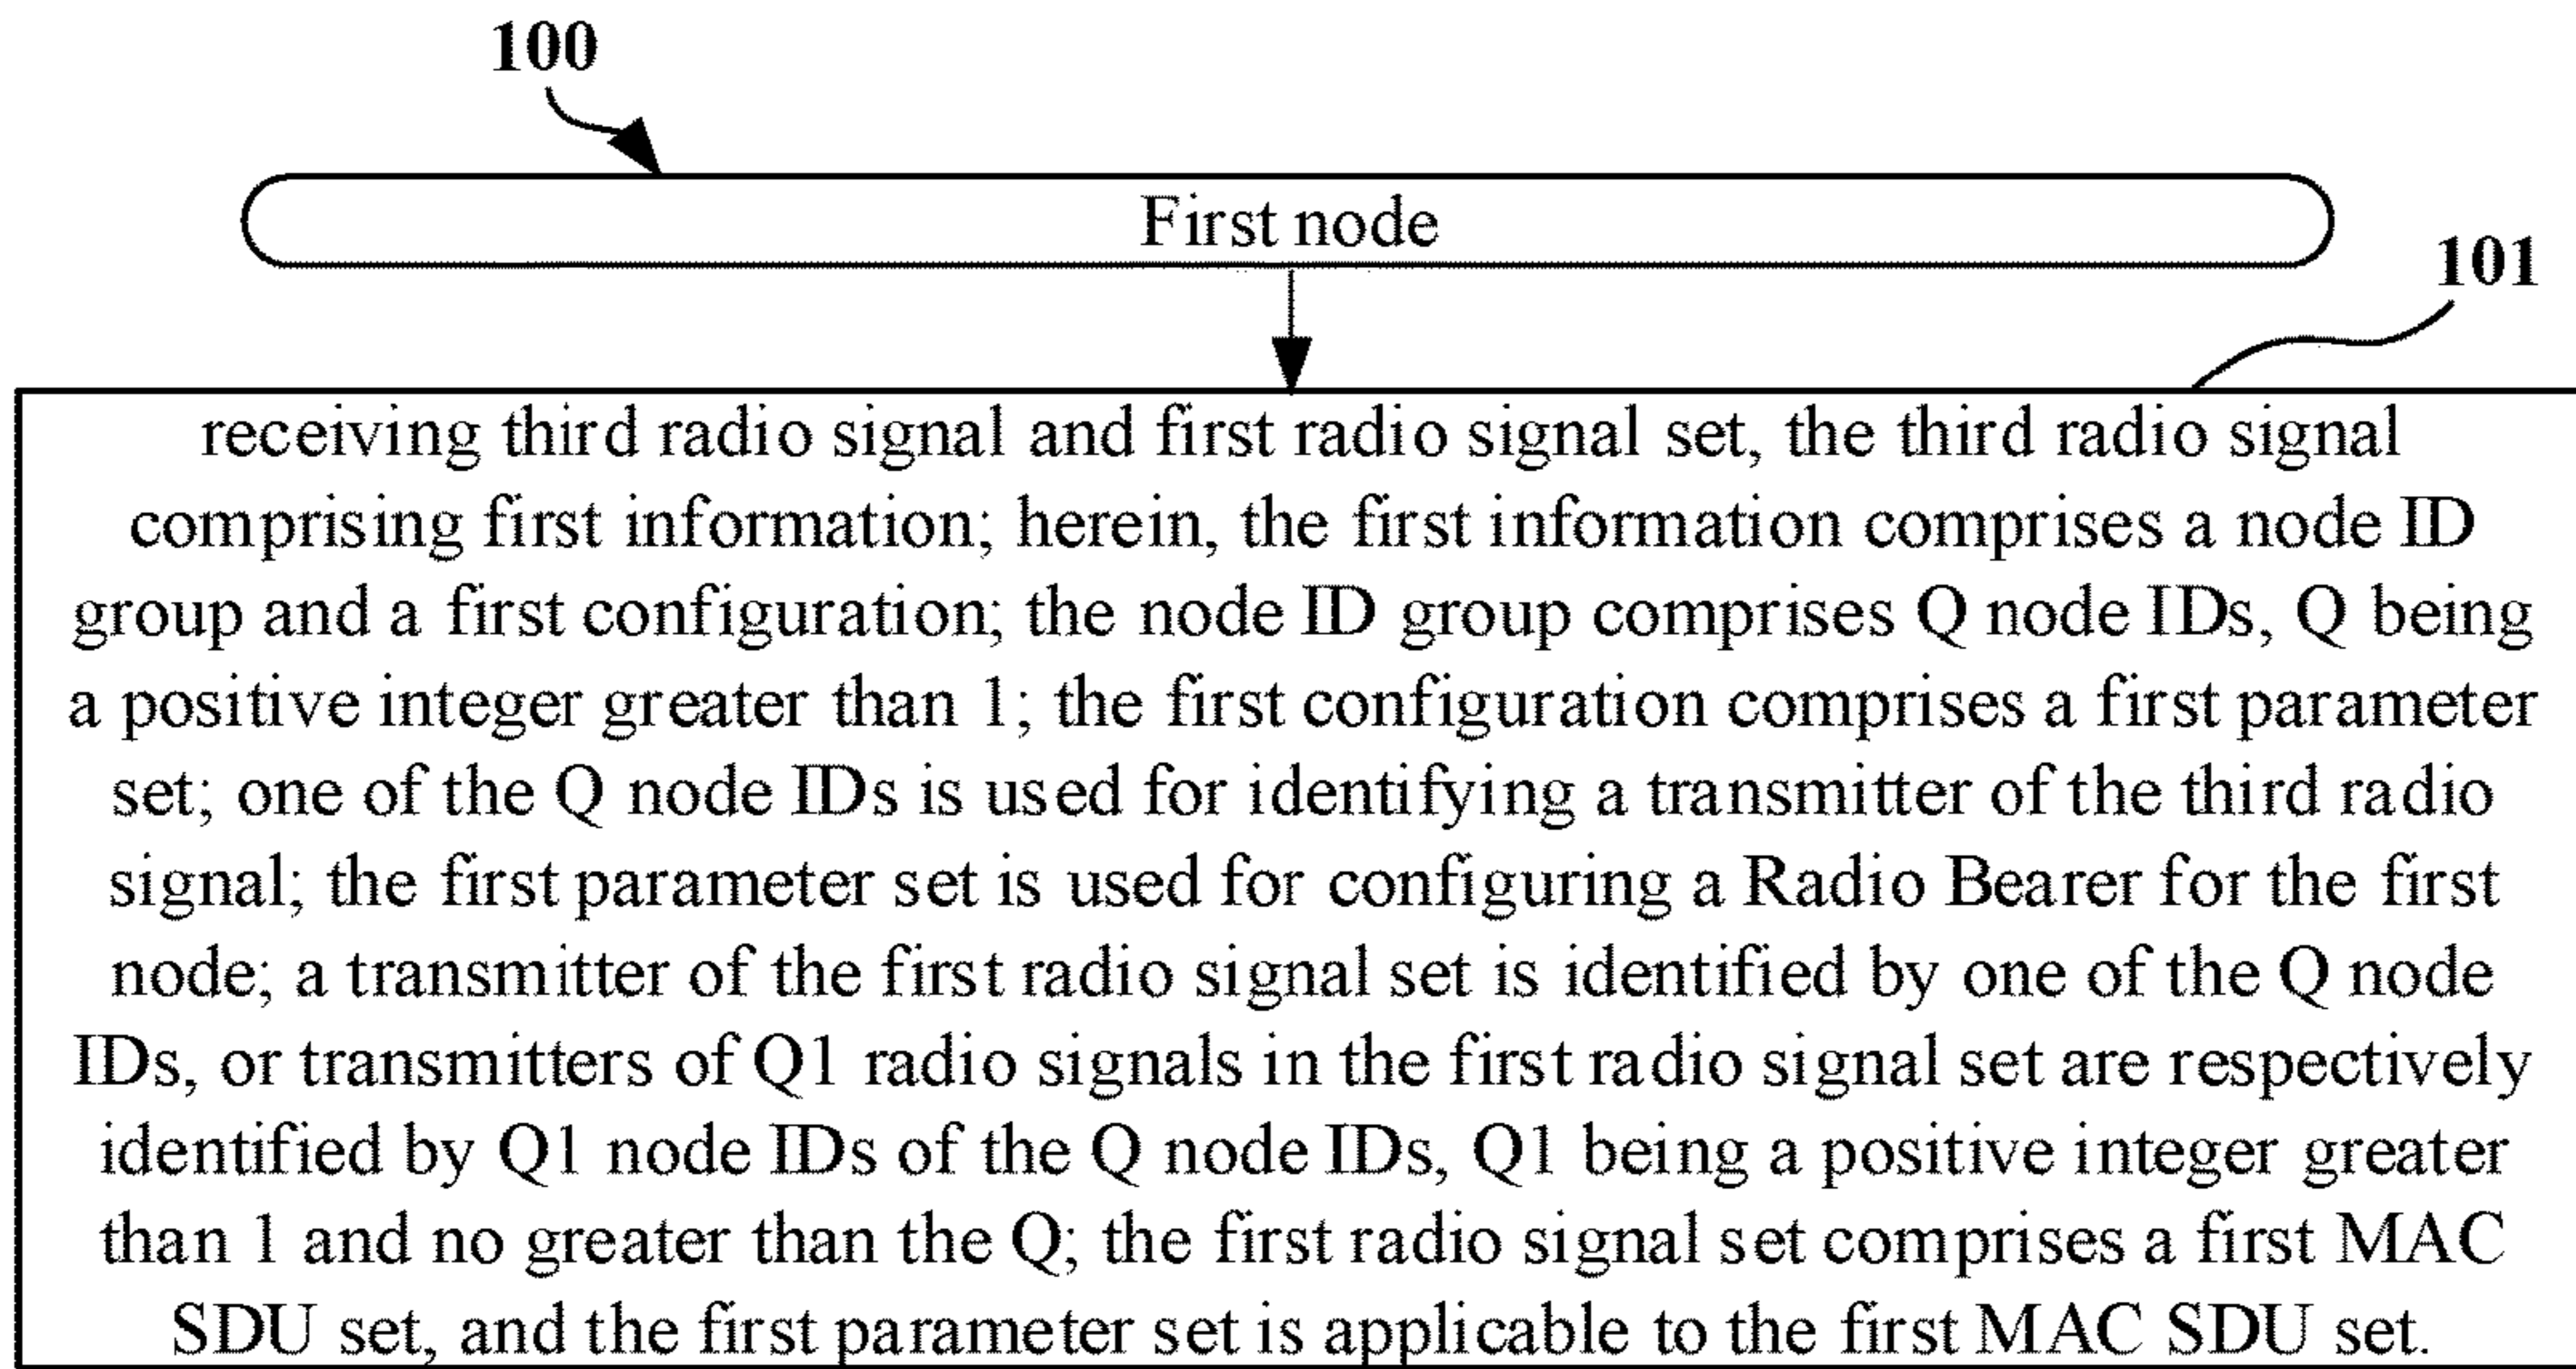 100
First node
101
receiving third radio signal and first radio signal set, the third radio signal
comprising first information; herein, the first information comprises a node ID
group and a first configuration; the node ID group comprises Q node IDs, Q being
a positive integer greater than 1; the first configuration comprises a first parameter
set; one of the Q node IDs is used for identifying a transmitter of the third radio
signal; the first parameter set is used for configuring a Radio Bearer for the first
node; a transmitter of the first radio signal set is identified by one of the Q node
IDs, or transmitters of Q1 radio signals in the first radio signal set are respectively
identified by Q1 node IDs of the Q node IDs, Q1 being a positive integer greater
than 1 and no greater than the Q; the first radio signal set comprises a first MAC
SDU set, and the first parameter set is applicable to the first MAC SDU set.